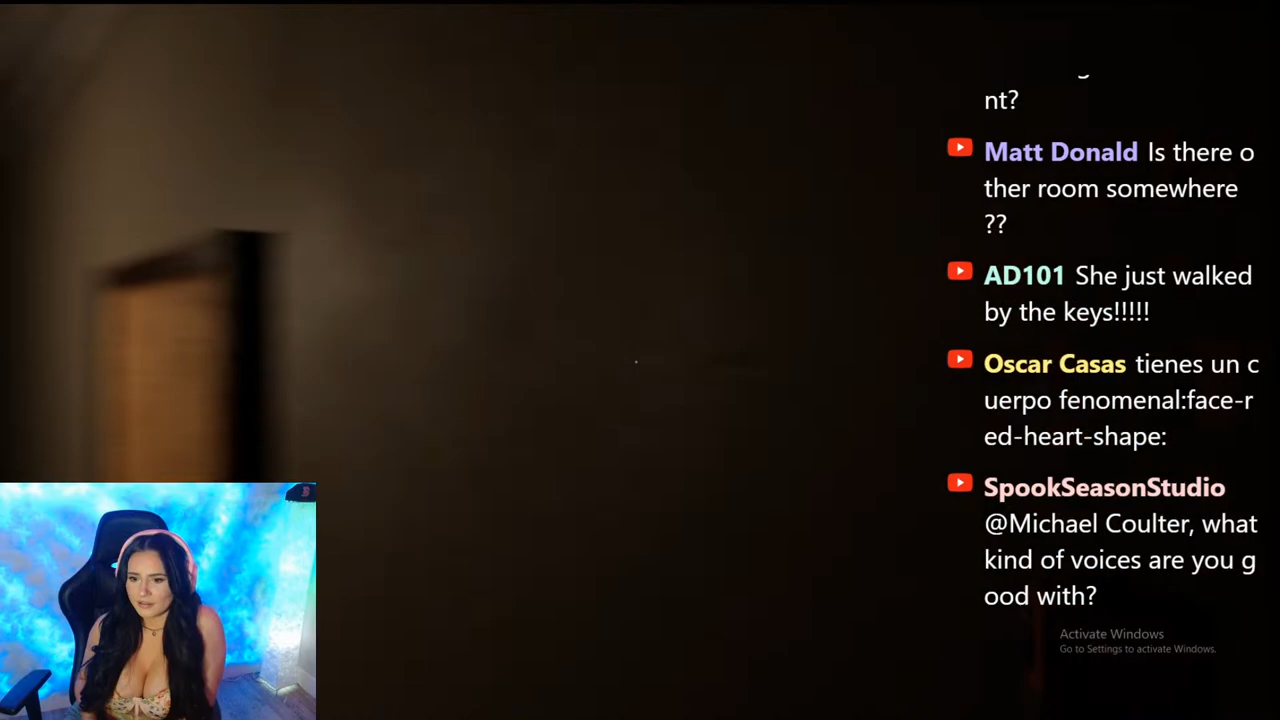 nt?
Matt Donald Is there o
ther room somewhere
??
AD101 She just walked
by the keys!!!!!
Oscar Casas tienes un c
uerpo fenomenal:face-r
ed-heart-shape:
SpookSeasonStudio
@Michael Coulter, what
kind of voices are you g
ood with?
Activate Windows
Go to Settings to activate Windows.
B